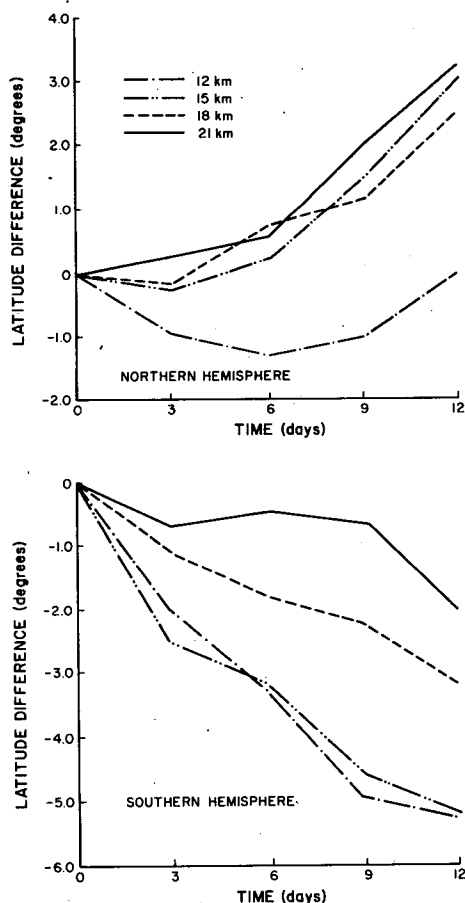 4.0
3.0
2.0
1.0
0
-1.0
-2.0
LATITUDE DIFFERENCE (degrees)
12 km
15 km
18 km
21 km
NORTHERN HEMISPHERE
0 3 6 9 12
TIME (days)
0
-1.0
-2.0
-3.0
-4.0
-5.0
-6.0
LATITUDE DIFFERENCE (degrees)
SOUTHERN HEMISPHERE
0 3 6 9 12
TIME (days)